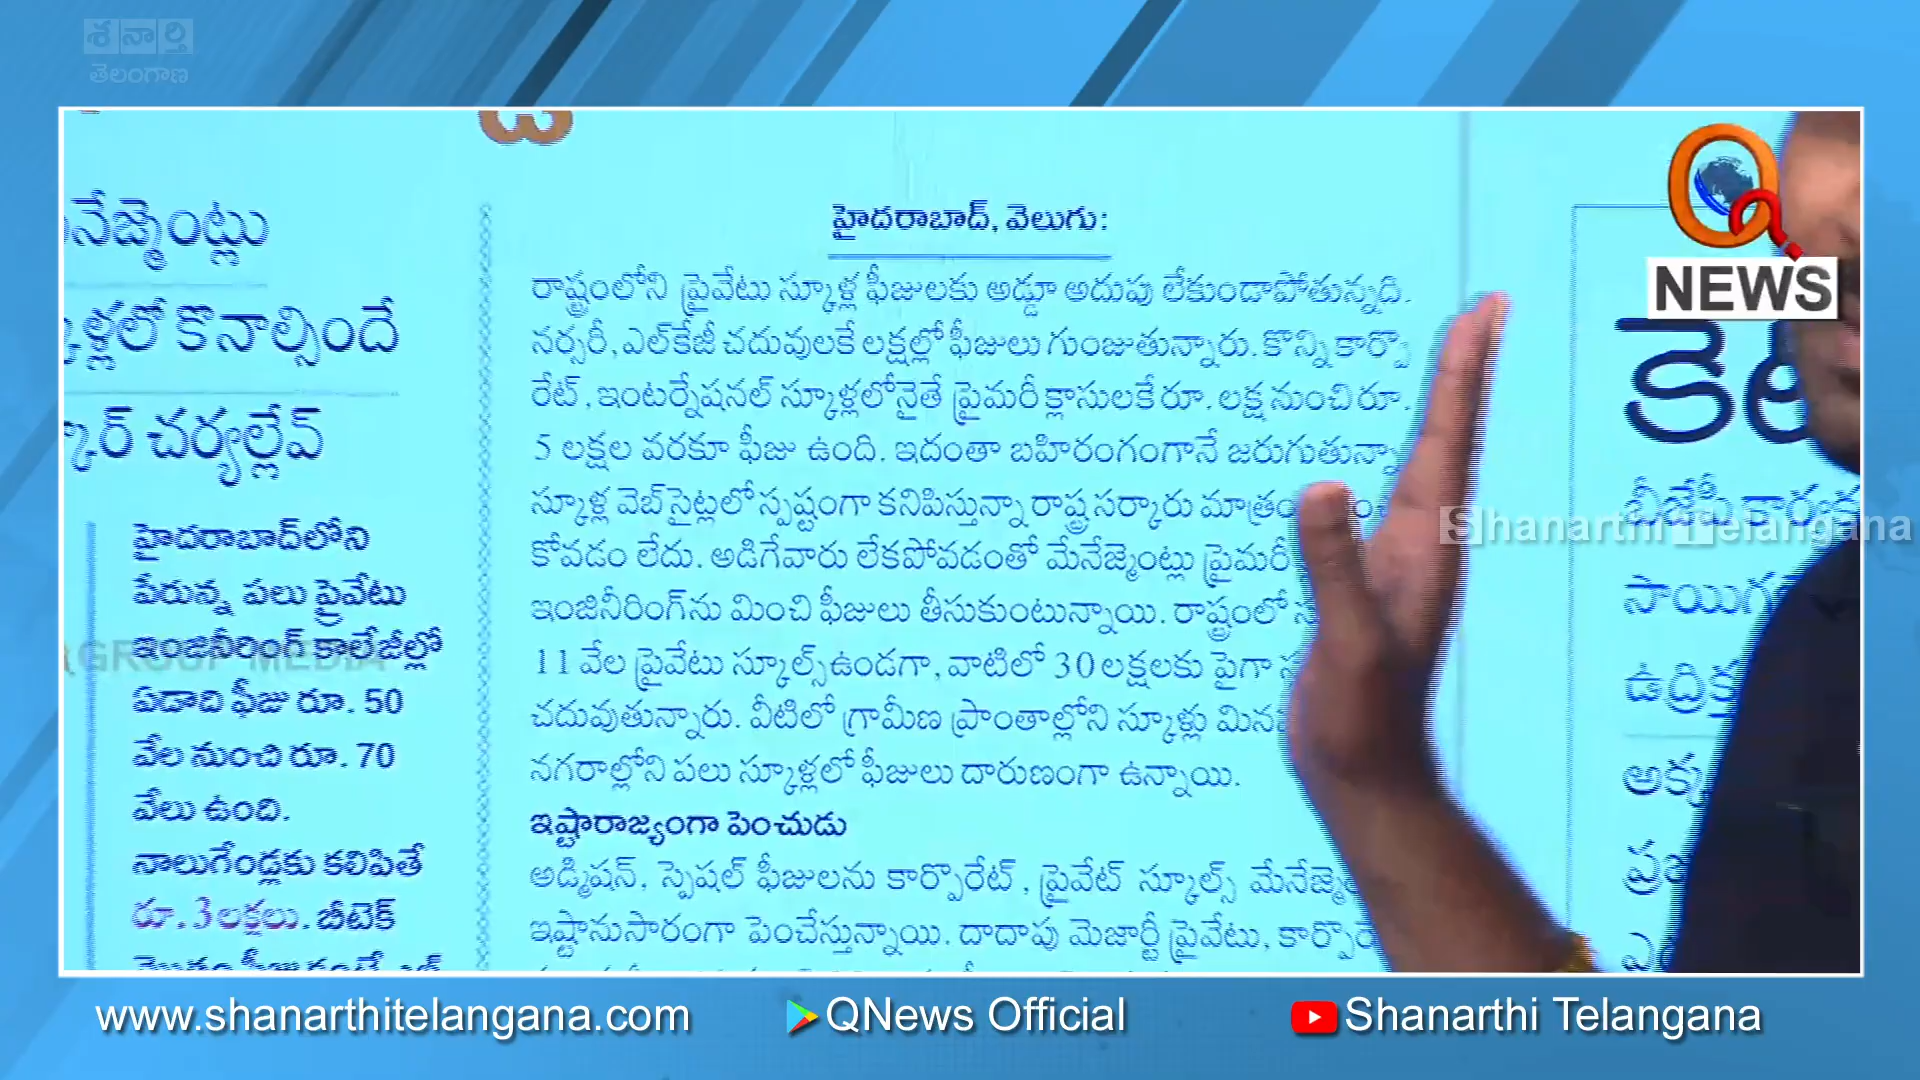 శనార్తి
తెలంగాణ
NEWS
హైదరాబాద్, వెలుగు:
రాష్ట్రంలోని ప్రైవేటు స్కూళ్ల ఫీజులకు అడ్డూ అదుపు లేకుండాపోతున్నది.
నర్సరీ, ఎల్‌కేజీ చదువులకే లక్షల్లో ఫీజులు గుంజుతున్నారు. కొన్ని కార్పొ
రేట్, ఇంటర్నేషనల్ స్కూళ్లలోనైతే ప్రైమరీ క్లాసులకే రూ. లక్ష నుంచి రూ.
5 లక్షల వరకూ ఫీజు ఉంది. ఇదంతా బహిరంగంగానే జరుగుతున్నా
స్కూళ్ల వెబ్‌సైట్లలో స్పష్టంగా కనిపిస్తున్నా రాష్ట్ర సర్కారు మాత్రం
కోవడం లేదు. అడిగేవారు లేకపోవడంతో మేనేజ్మెంట్లు ప్రైమరీ
ఇంజినీరింగ్‌ను మించి ఫీజులు తీసుకుంటున్నాయి. రాష్ట్రంలో
11 వేల ప్రైవేటు స్కూల్స్ ఉండగా, వాటిలో 30 లక్షలకు పైగా
చదువుతున్నారు. వీటిలో గ్రామీణ ప్రాంతాల్లోని స్కూళ్లు
నగరాల్లోని పలు స్కూళ్లలో ఫీజులు దారుణంగా ఉన్నాయి.
ఇష్టారాజ్యంగా పెంచుడు
అడ్మిషన్, స్పెషల్ ఫీజులను కార్పొరేట్, ప్రైవేట్ స్కూల్స్
ఇష్టానుసారంగా పెంచేస్తున్నాయి. దాదాపు మెజార్టీ ప్రైవేటు,
నేజ్మెంట్లు
ళ్లలో కొనాల్సిందే
కార్ చర్యల్లేవ్
హైదరాబాద్‌లోని
పేరున్న పలు ప్రైవేటు
ఇంజినీరింగ్ కాలేజీల్లో
ఏడాది ఫీజు రూ. 50
వేల నుంచి రూ. 70
వేలు ఉంది.
నాలుగేండ్లకు కలిపితే
రూ. 3 లక్షలు. బీటెక్
బీజేపీ కార్యక
Shanarthi Telangana
QGROUP MEDIA
www.shanarthitelangana.com
QNews Official
Shanarthi Telangana